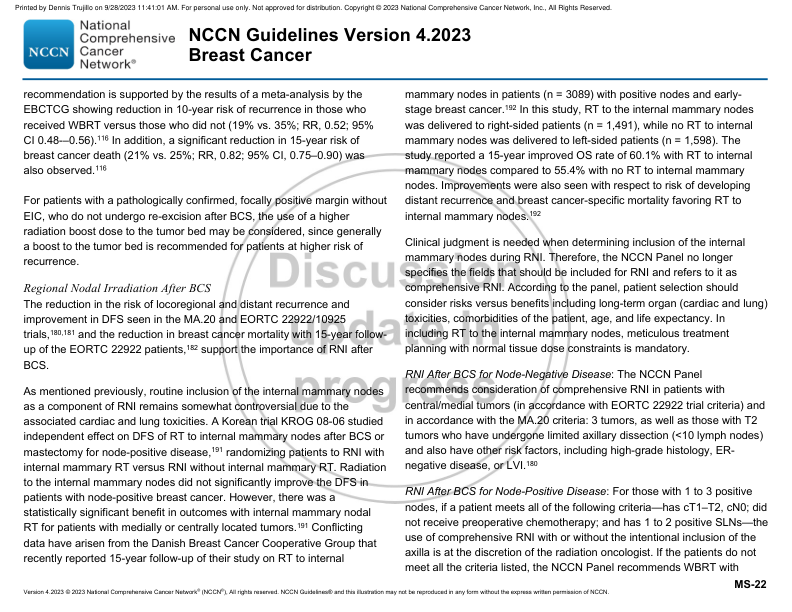 Printed by Dennis Trujillo on 9/28/2023 11:41:01 AM. For personal use only. Not approved for distribution. Copyright © 2023 National Comprehensive Cancer Network, Inc., All Rights Reserved.
NCCN
National
Comprehensive
Cancer
Network®
NCCN Guidelines Version 4.2023
Breast Cancer
recommendation is supported by the results of a meta-analysis by the
EBCTCG showing reduction in 10-year risk of recurrence in those who
received WBRT versus those who did not (19% vs. 35%; RR, 0.52; 95%
CI 0.48-–0.56).116 In addition, a significant reduction in 15-year risk of
breast cancer death (21% vs. 25%; RR, 0.82; 95% CI, 0.75–0.90) was
also observed.116
For patients with a pathologically confirmed, focally positive margin without
EIC, who do not undergo re-excision after BCS, the use of a higher
radiation boost dose to the tumor bed may be considered, since generally
a boost to the tumor bed is recommended for patients at higher risk of
recurrence.
Regional Nodal Irradiation After BCS
The reduction in the risk of locoregional and distant recurrence and
improvement in DFS seen in the MA.20 and EORTC 22922/10925
trials,180,181 and the reduction in breast cancer mortality with 15-year follow-
up of the EORTC 22922 patients,182 support the importance of RNI after
BCS.
As mentioned previously, routine inclusion of the internal mammary nodes
as a component of RNI remains somewhat controversial due to the
associated cardiac and lung toxicities. A Korean trial KROG 08-06 studied
independent effect on DFS of RT to internal mammary nodes after BCS or
mastectomy for node-positive disease,191 randomizing patients to RNI with
internal mammary RT versus RNI without internal mammary RT. Radiation
to the internal mammary nodes did not significantly improve the DFS in
patients with node-positive breast cancer. However, there was a
statistically significant benefit in outcomes with internal mammary nodal
RT for patients with medially or centrally located tumors.191 Conflicting
data have arisen from the Danish Breast Cancer Cooperative Group that
recently reported 15-year follow-up of their study on RT to internal
mammary nodes in patients (n = 3089) with positive nodes and early-
stage breast cancer.192 In this study, RT to the internal mammary nodes
was delivered to right-sided patients (n = 1,491), while no RT to internal
mammary nodes was delivered to left-sided patients (n = 1,598). The
study reported a 15-year improved OS rate of 60.1% with RT to internal
mammary nodes compared to 55.4% with no RT to internal mammary
nodes. Improvements were also seen with respect to risk of developing
distant recurrence and breast cancer-specific mortality favoring RT to
internal mammary nodes.192
Clinical judgment is needed when determining inclusion of the internal
mammary nodes during RNI. Therefore, the NCCN Panel no longer
specifies the fields that should be included for RNI and refers to it as
comprehensive RNI. According to the panel, patient selection should
consider risks versus benefits including long-term organ (cardiac and lung)
toxicities, comorbidities of the patient, age, and life expectancy. In
including RT to the internal mammary nodes, meticulous treatment
planning with normal tissue dose constraints is mandatory.
RNI After BCS for Node-Negative Disease: The NCCN Panel
recommends consideration of comprehensive RNI in patients with
central/medial tumors (in accordance with EORTC 22922 trial criteria) and
in accordance with the MA.20 criteria: 3 tumors, as well as those with T2
tumors who have undergone limited axillary dissection (<10 lymph nodes)
and also have other risk factors, including high-grade histology, ER-
negative disease, or LVI.180
RNI After BCS for Node-Positive Disease: For those with 1 to 3 positive
nodes, if a patient meets all of the following criteria—has cT1–T2, cN0; did
not receive preoperative chemotherapy; and has 1 to 2 positive SLNs—the
use of comprehensive RNI with or without the intentional inclusion of the
axilla is at the discretion of the radiation oncologist. If the patients do not
meet all the criteria listed, the NCCN Panel recommends WBRT with
Discussion
update in
progress
MS-22
Version 4.2023 © 2023 National Comprehensive Cancer Network® (NCCN®), All rights reserved. NCCN Guidelines® and this illustration may not be reproduced in any form without the express written permission of NCCN.